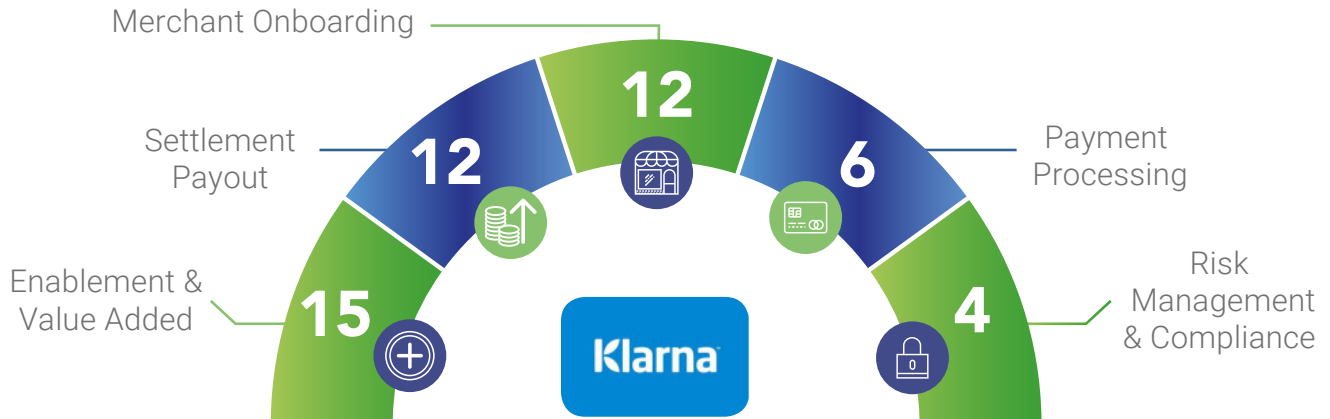 Merchant Onboarding
12
Settlement
Payout
12
6
Payment
Processing
Enablement &
Value Added
15
4
Risk
Management
& Compliance
Klarna